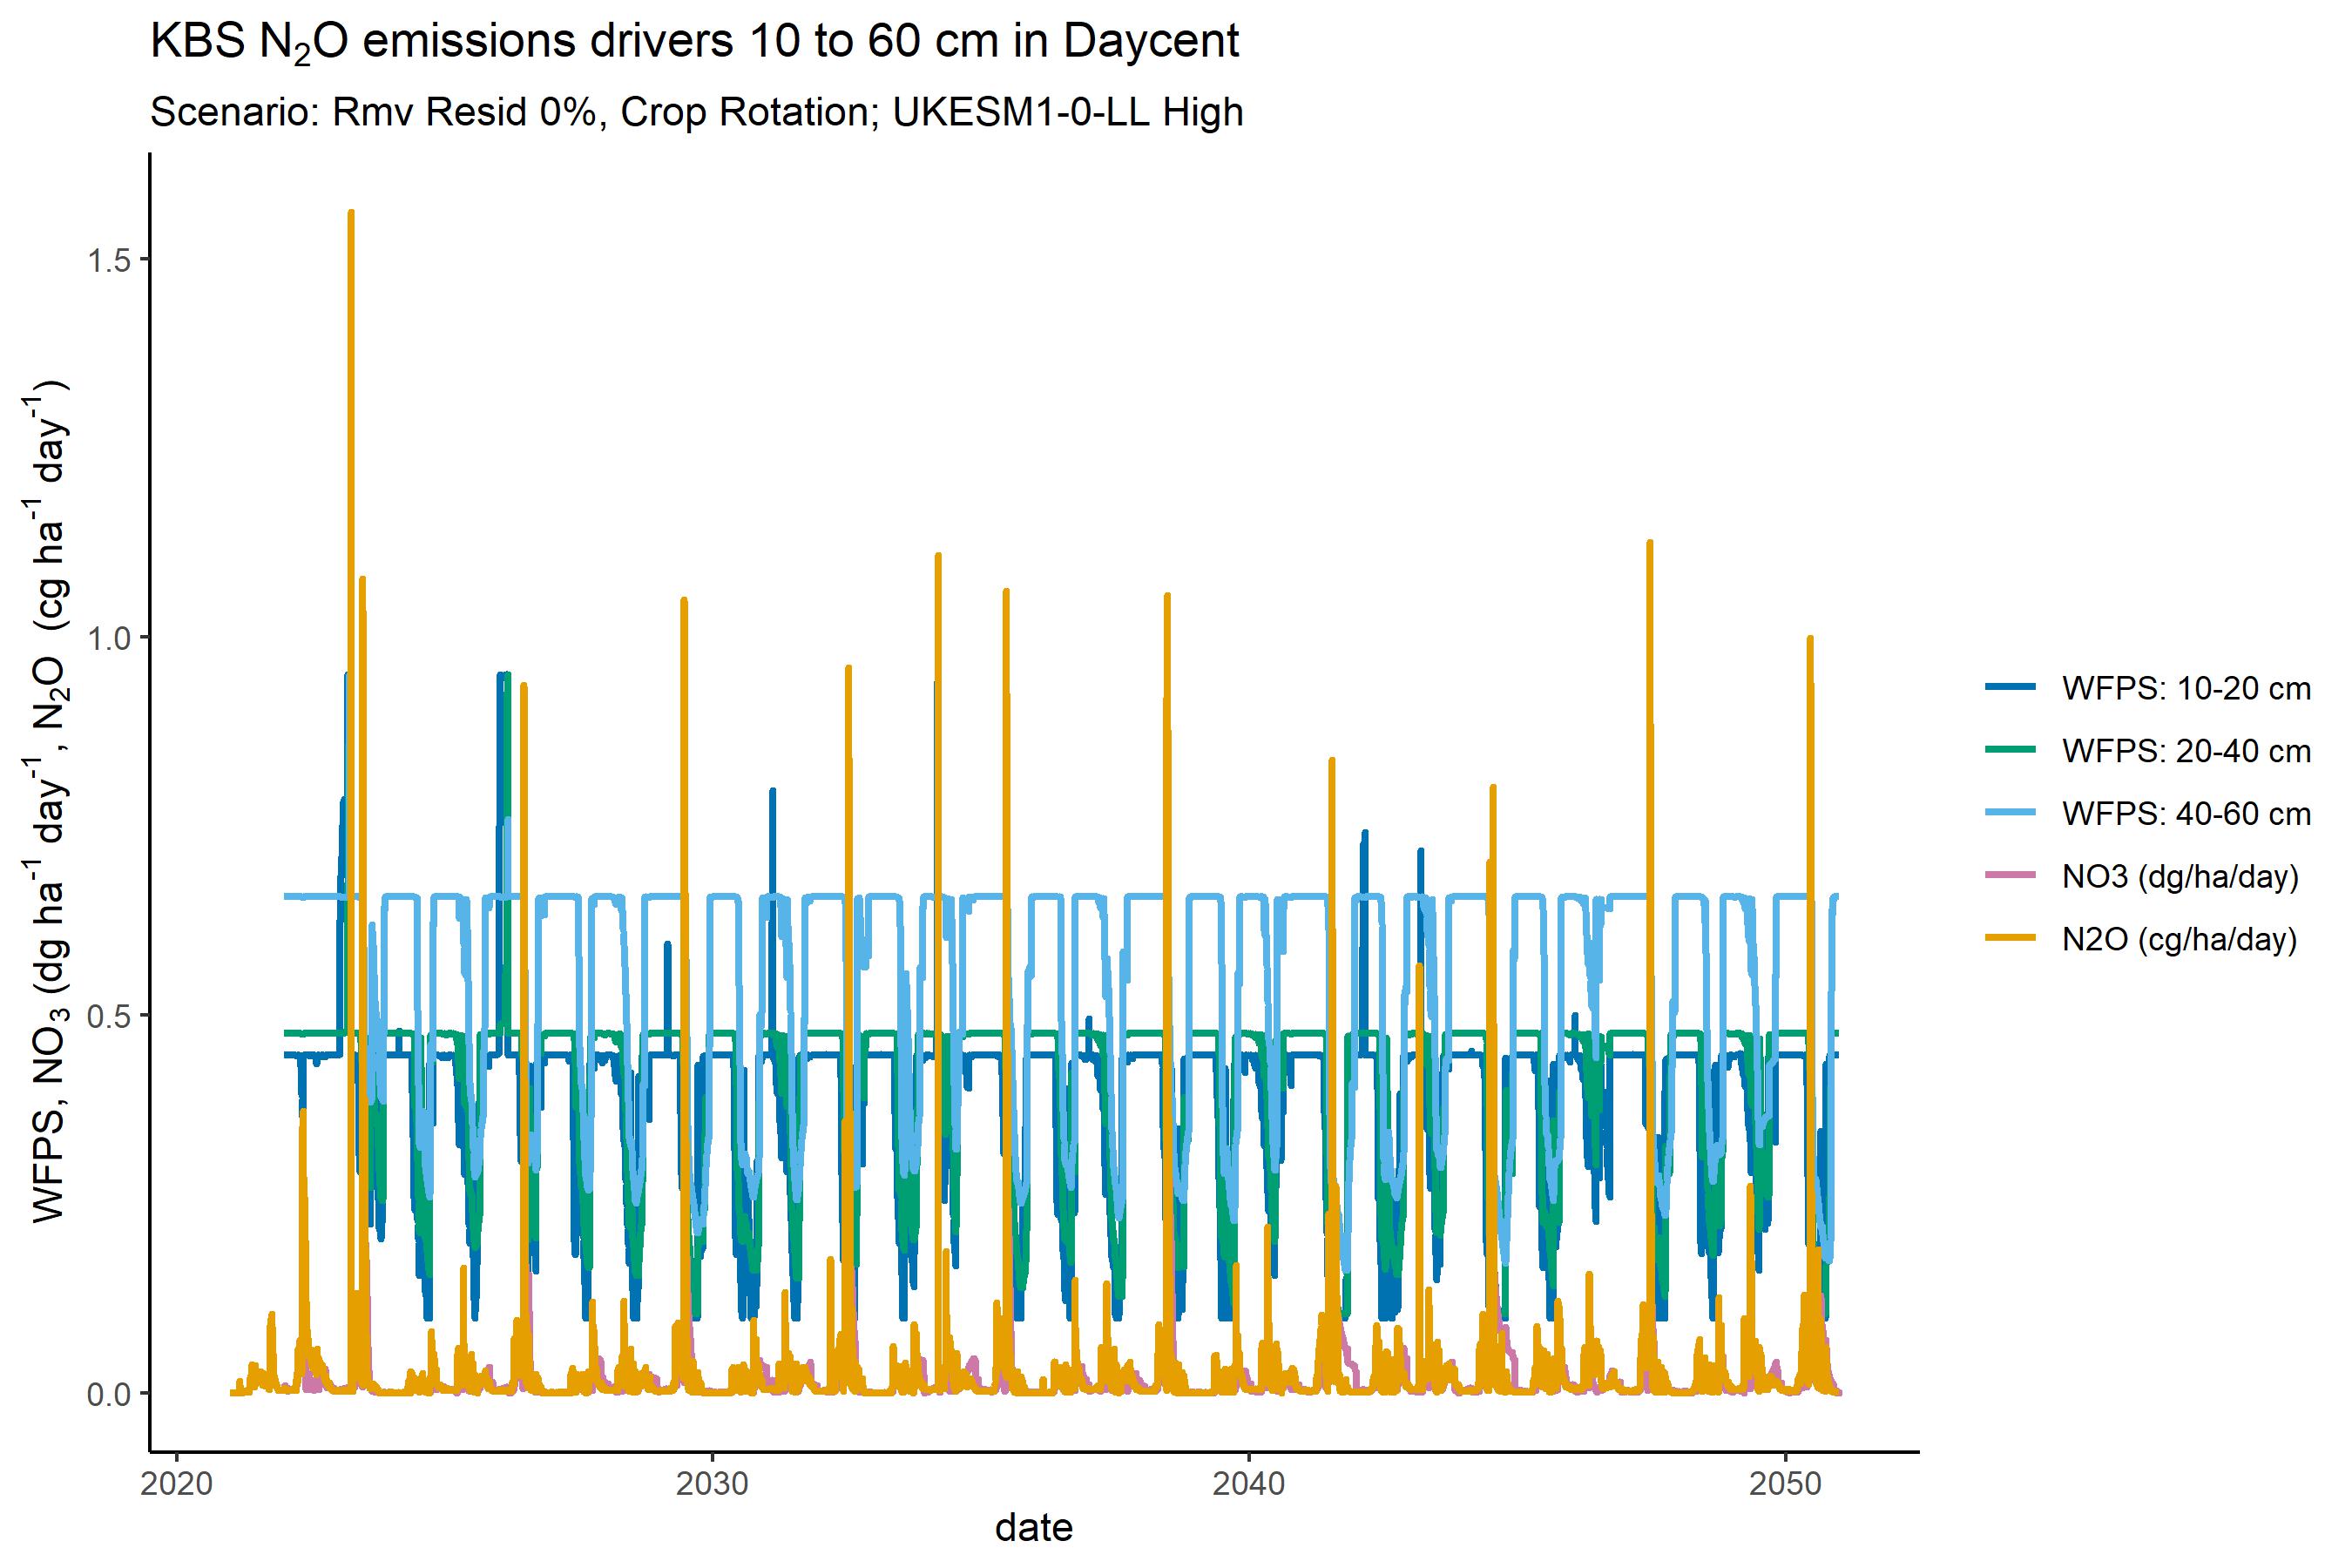 KBS N₂O emissions drivers 10 to 60 cm in Daycent
Scenario: Rmv Resid 0%, Crop Rotation; UKESM1-0-LL High
WFPS, NO₃ (dg ha⁻¹ day⁻¹, N₂O (cg ha⁻¹ day⁻¹)
1.5
1.0
0.5
0.0
2020
2030
2040
2050
date
WFPS: 10-20 cm
WFPS: 20-40 cm
WFPS: 40-60 cm
NO3 (dg/ha/day)
N2O (cg/ha/day)